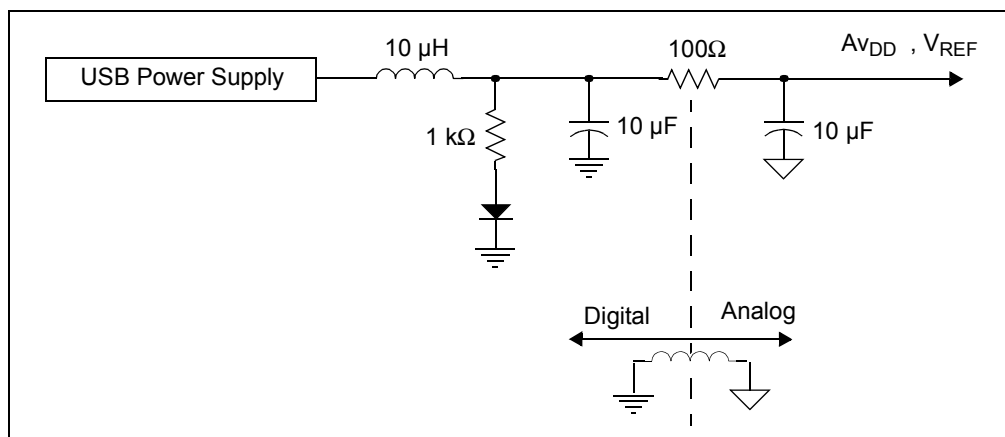 10 µH
100Ω
AvDD , VREF
USB Power Supply
1 kΩ
10 µF
10 µF
Digital
Analog